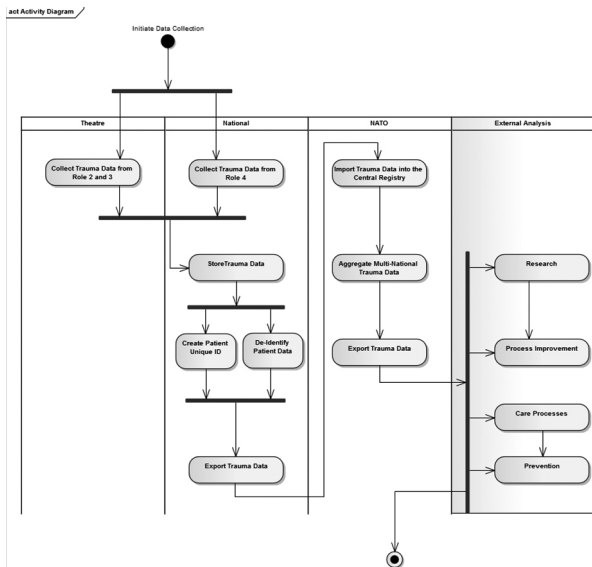 act Activity Diagram
Initiate Data Collection
Theatre
National
NATO
External Analysis
Collect Trauma Data from
Role 2 and 3
Collect Trauma Data from
Role 4
Import Trauma Data into the
Central Registry
StoreTrauma Data
Aggregate Multi-National
Trauma Data
Research
Create Patient
Unique ID
De-Identify
Patient Data
Export Trauma Data
Process Improvement
Care Processes
Export Trauma Data
Prevention